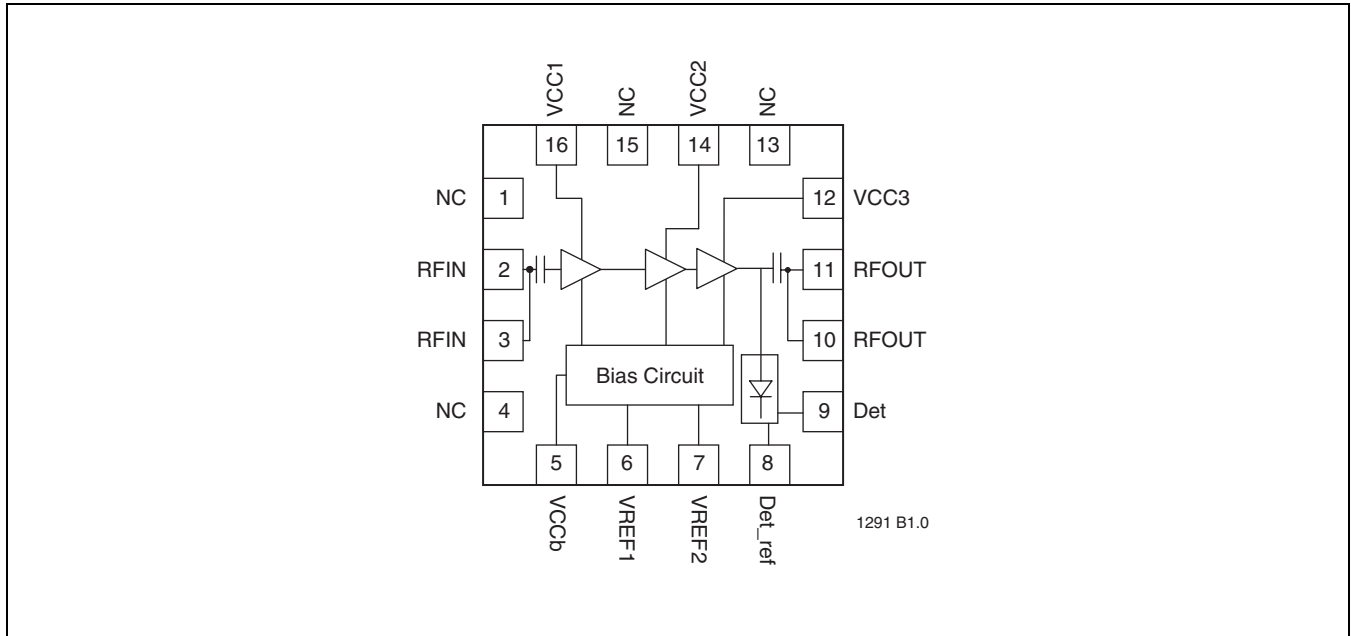 VCC1
NC
VCC2
NC
16
15
14
13
NC 1
12 VCC3
RFIN 2
11 RFOUT
RFIN 3
10 RFOUT
Bias Circuit
NC 4
9 Det
5
6
7
8
VCCb
VREF1
VREF2
Det_ref
1291 B1.0